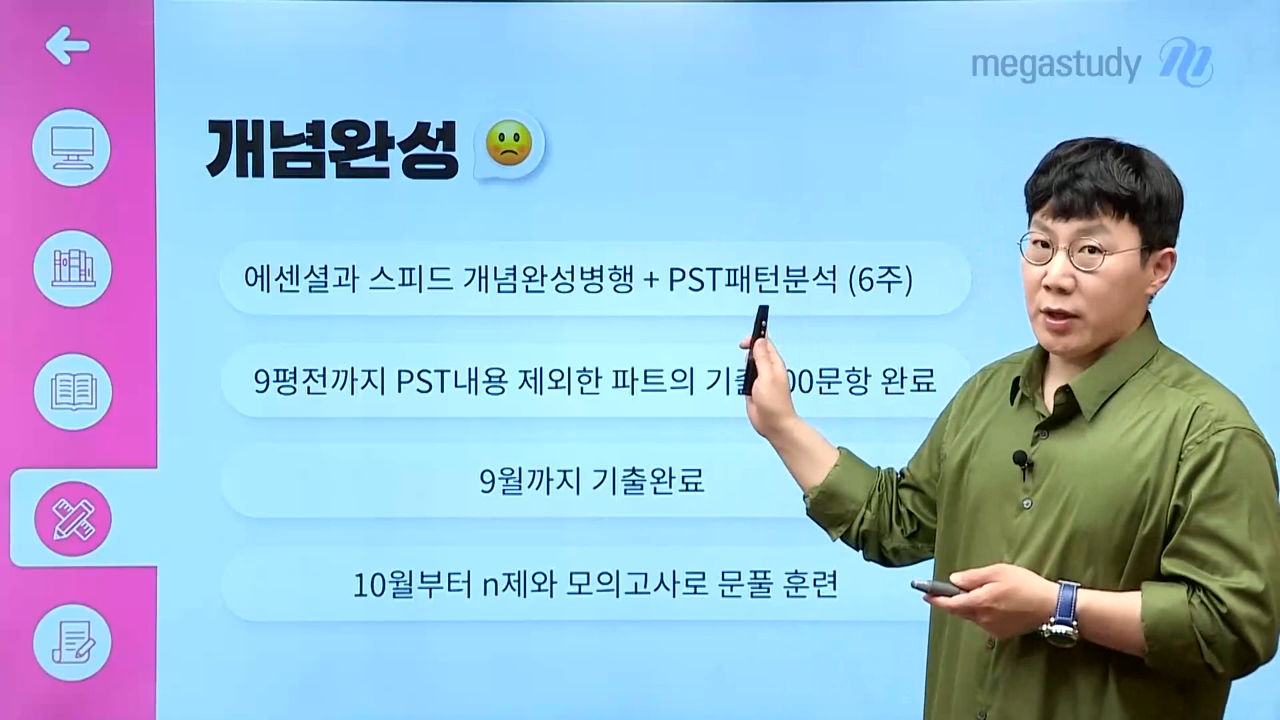 megastudy
개념완성
에센셜과 스피드 개념완성병행 + PST패턴분석 (6주)
9평전까지 PST내용 제외한 파트의 00문항 완료
9월까지 기출완료
10월부터 n제와 모의고사로 문풀 훈련